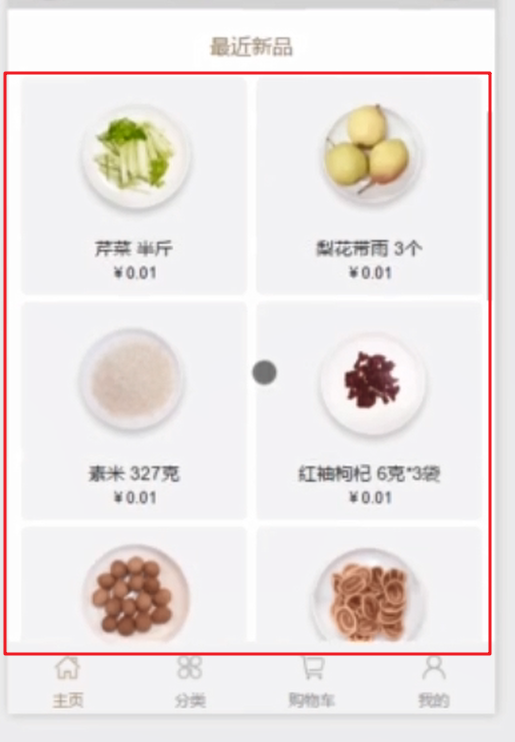 最近新品
芹菜 半斤
梨花带雨 3个
￥0.01
￥0.01
素米 327克
红袖枸杞 6克*3袋
￥0.01
￥0.01
主页
分类
购物车
我的